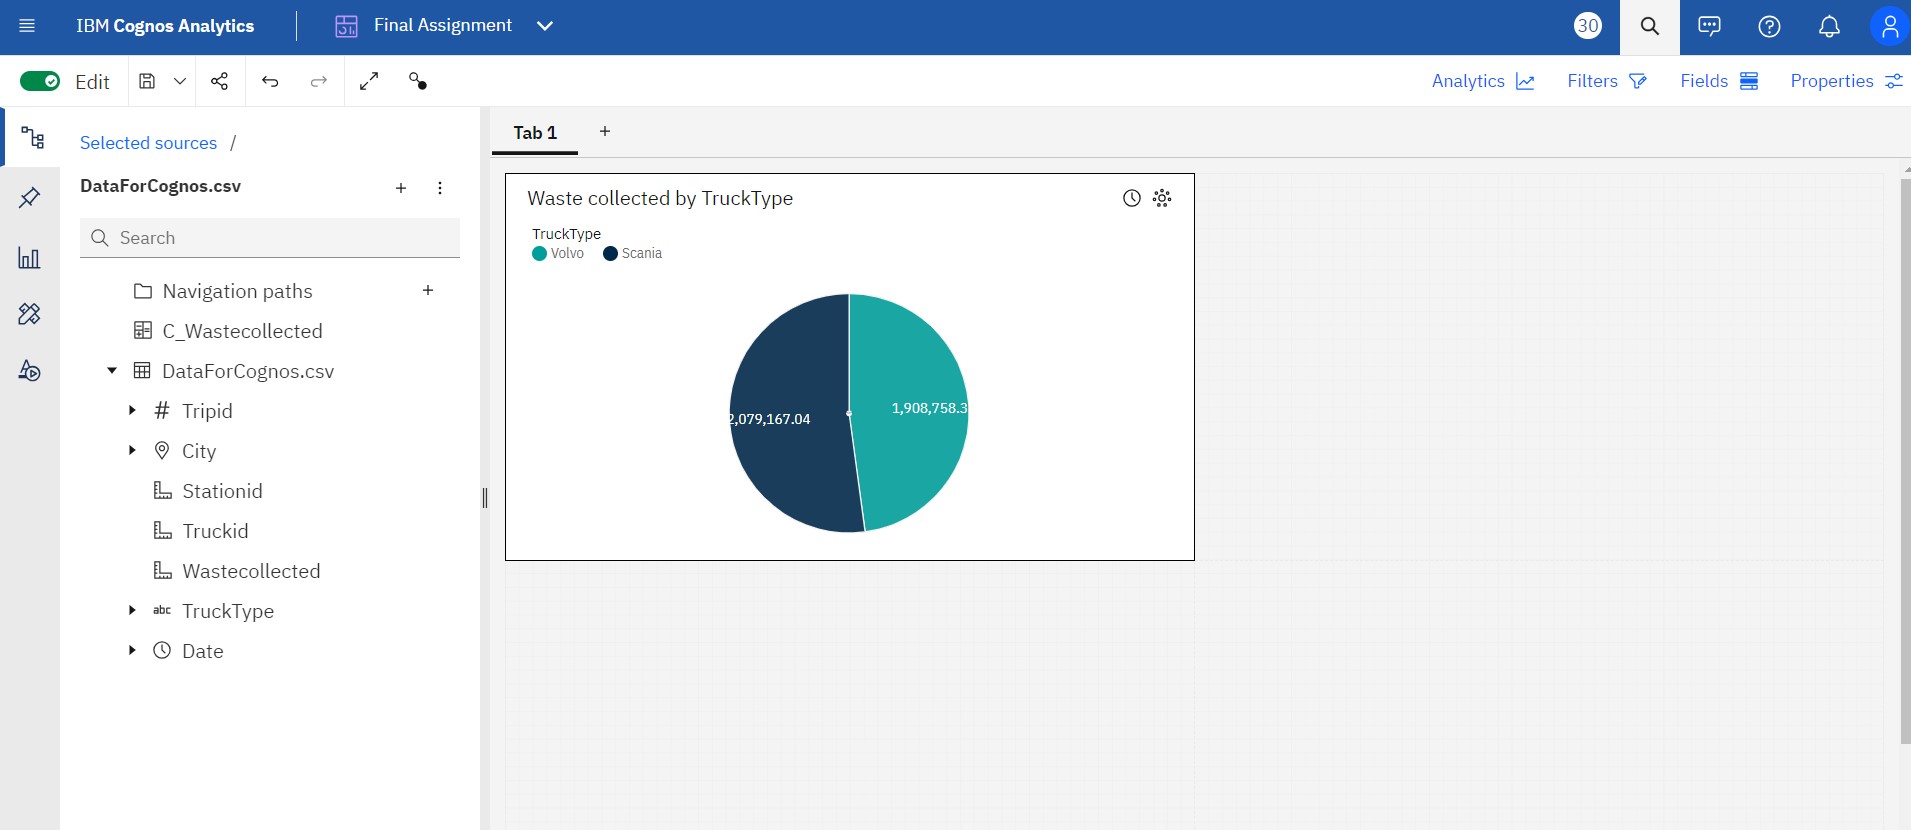 IBM Cognos Analytics
Final Assignment
30
Edit
Analytics
Filters
Fields
Properties
Selected sources /
DataForCognos.csv
Search
Navigation paths
C_Wastecollected
DataForCognos.csv
# Tripid
City
Stationid
Truckid
Wastecollected
abc TruckType
Date
Tab 1
Waste collected by TruckType
TruckType
Volvo Scania
2,079,167.04
1,908,758.3